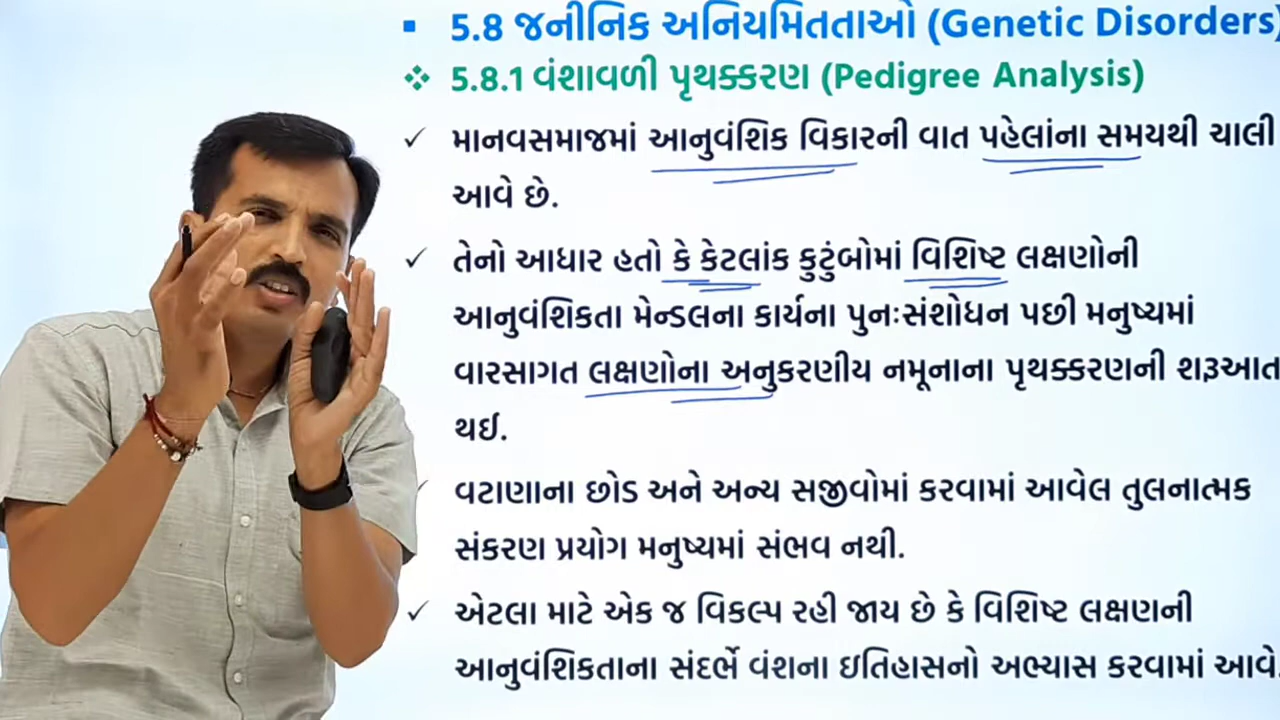 5.8 જનીનિક અનિયમિતતાઓ (Genetic Disorders)
5.8.1 વંશાવળી પૃથક્કરણ (Pedigree Analysis)
માનવસમાજમાં આનુવંશિક વિકારની વાત પહેલાંના સમયથી ચાલી
આવે છે.
તેનો આધાર હતો કે કેટલાંક કુટુંબોમાં વિશિષ્ટ લક્ષણોની
આનુવંશિકતા મેન્ડલના કાર્યના પુનઃસંશોધન પછી મનુષ્યમાં
વારસાગત લક્ષણોના અનુકરણીય નમૂનાના પૃથક્કરણની શરૂઆત
થઈ.
વટાણાના છોડ અને અન્ય સજીવોમાં કરવામાં આવેલ તુલનાત્મક
સંકરણ પ્રયોગ મનુષ્યમાં સંભવ નથી.
એટલા માટે એક જ વિકલ્પ રહી જાય છે કે વિશિષ્ટ લક્ષણની
આનુવંશિકતાના સંદર્ભે વંશના ઇતિહાસનો અભ્યાસ કરવામાં આવે.